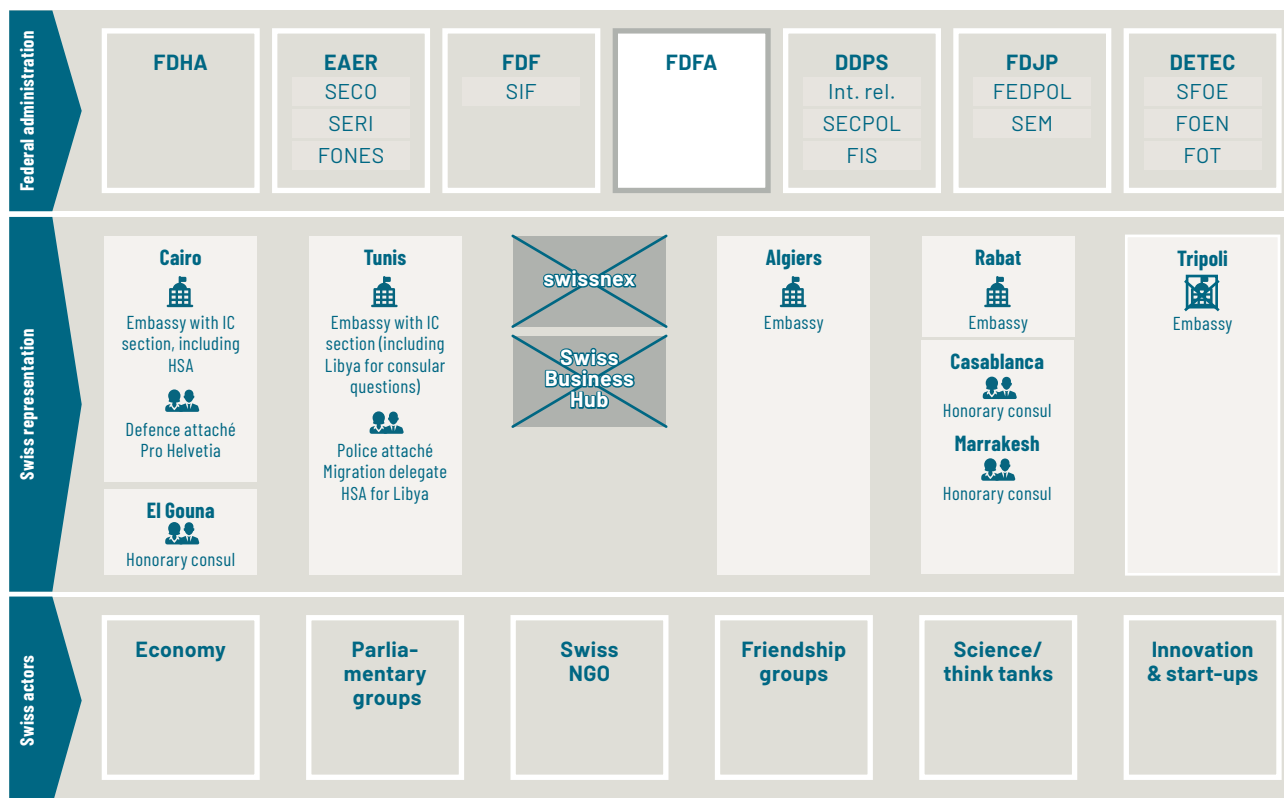 Federal administration
FDHA
EAER
SECO
SERI
FONES
FDF
SIF
FDFA
DDPS
Int. rel.
SECPOL
FIS
FDJP
FEDPOL
SEM
DETEC
SFOE
FOEN
FOT
Swiss representation
Cairo
Embassy with IC
section, including
HSA
Defence attaché
Pro Helvetia
El Gouna
Honorary consul
Tunis
Embassy with IC
section (including
Libya for consular
questions)
Police attaché
Migration delegate
HSA for Libya
swissnex
Swiss
Business
Hub
Algiers
Embassy
Rabat
Embassy
Casablanca
Honorary consul
Marrakesh
Honorary consul
Tripoli
Embassy
Swiss actors
Economy
Parlia-
mentary
groups
Swiss
NGO
Friendship
groups
Science/
think tanks
Innovation
& start-ups